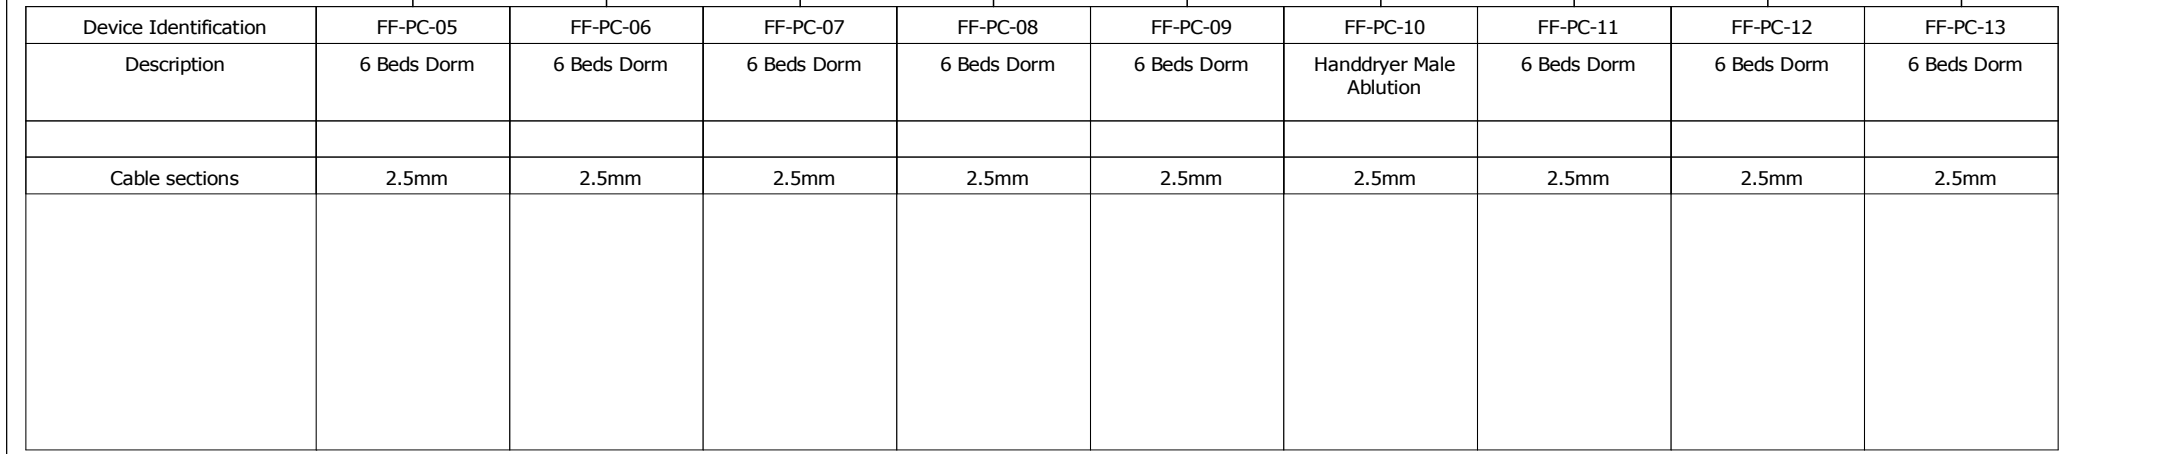 Device Identification FF-PC-05 FF-PC-06 FF-PC-07 FF-PC-08 FF-PC-09 FF-PC-10 FF-PC-11 FF-PC-12 FF-PC-13
Description 6 Beds Dorm 6 Beds Dorm 6 Beds Dorm 6 Beds Dorm 6 Beds Dorm Handdryer Male 6 Beds Dorm 6 Beds Dorm 6 Beds Dorm
Ablution
Cable sections 2.5mm 2.5mm 2.5mm 2.5mm 2.5mm 2.5mm 2.5mm 2.5mm 2.5mm